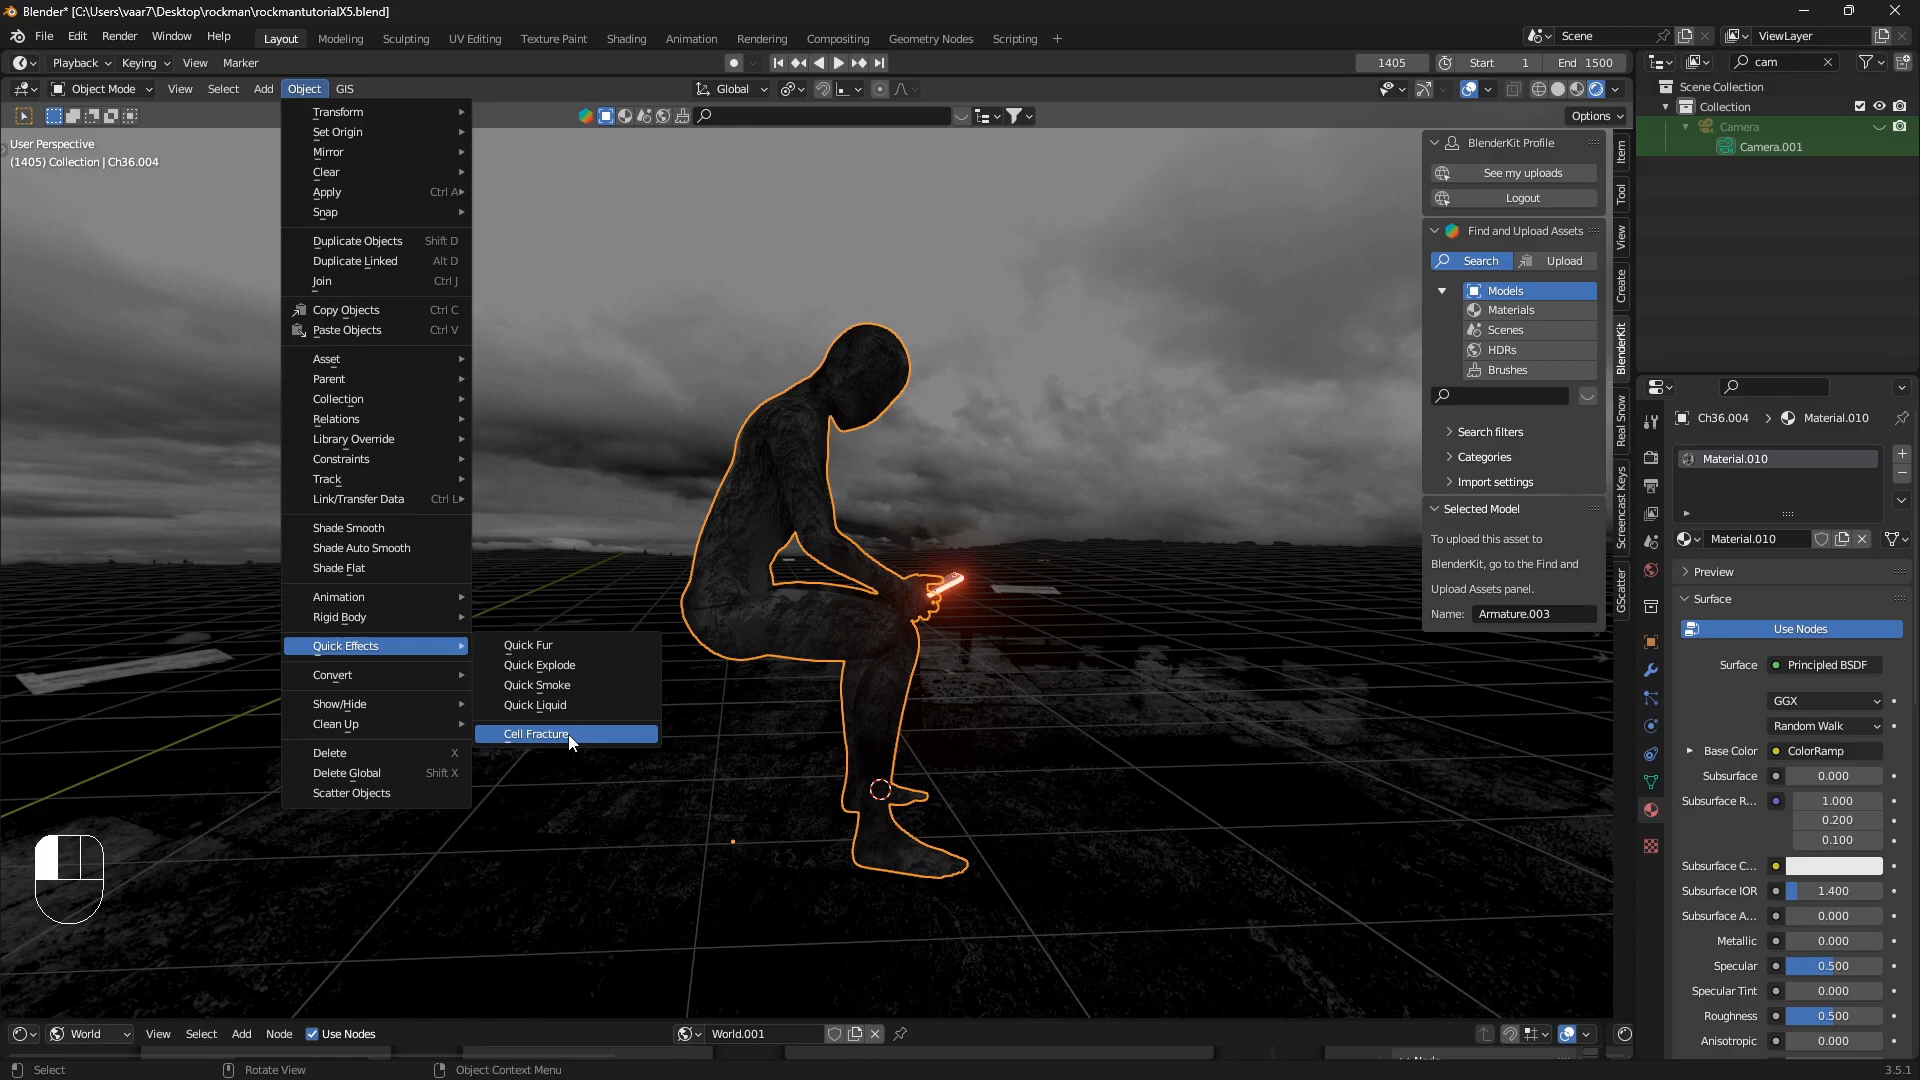 Blender* [C:\Users\vaar7\Desktop\rockman\rockmantutorialX5.blend]
File Edit Render Window Help Layout Modeling Sculpting UV Editing Texture Paint Shading Animation Rendering Compositing Geometry Nodes Scripting + Scene ViewLayer
Playback Keying View Marker 1405 Start 1 End 1500 cam
Object Mode View Select Add Object GIS Global
Options
User Perspective
(1405) Collection | Ch36.004
Transform
Set Origin
Mirror
Clear
Apply Ctrl A
Snap
Duplicate Objects Shift D
Duplicate Linked Alt D
Join Ctrl J
Copy Objects Ctrl C
Paste Objects Ctrl V
Asset
Parent
Collection
Relations
Library Override
Constraints
Track
Link/Transfer Data Ctrl L
Shade Smooth
Shade Auto Smooth
Shade Flat
Animation
Rigid Body
Quick Effects
Convert
Show/Hide
Clean Up
Delete X
Delete Global Shift X
Scatter Objects
Quick Fur
Quick Explode
Quick Smoke
Quick Liquid
Cell Fracture
BlenderKit Profile
See my uploads
Logout
Find and Upload Assets
Search Upload
Models
Materials
Scenes
HDRs
Brushes
Search filters
Categories
Import settings
Selected Model
To upload this asset to
BlenderKit, go to the Find and
Upload Assets panel.
Name: Armature.003
Item
Tool
View
Create
BlenderKit
Real Snow
Screencast Keys
GScatter
Scene Collection
Collection
Camera
Camera.001
Ch36.004 Material.010
Material.010
Material.010
Preview
Surface
Use Nodes
Surface Principled BSDF
GGX
Random Walk
Base Color ColorRamp
Subsurface 0.000
Subsurface R... 1.000
0.200
0.100
Subsurface C...
Subsurface IOR 1.400
Subsurface A... 0.000
Metallic 0.000
Specular 0.500
Specular Tint 0.000
Roughness 0.500
Anisotropic 0.000
World View Select Add Node Use Nodes World.001
Select Rotate View Object Context Menu 3.5.1